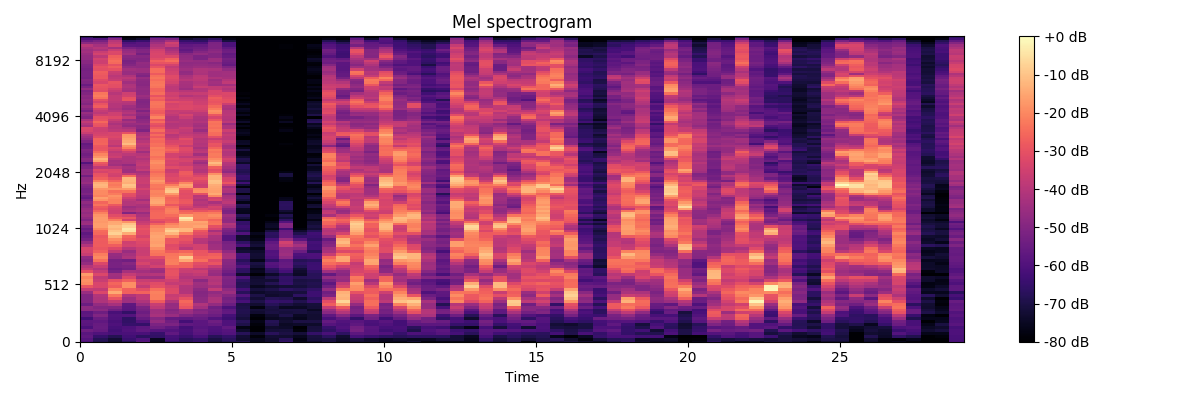 Mel spectrogram
+0 dB
8192
-10 dB
4096
-20 dB
-30 dB
2048
Hz
-40 dB
1024
-50 dB
512
-60 dB
-70 dB
0
-80 dB
0 5 10 15 20 25
Time